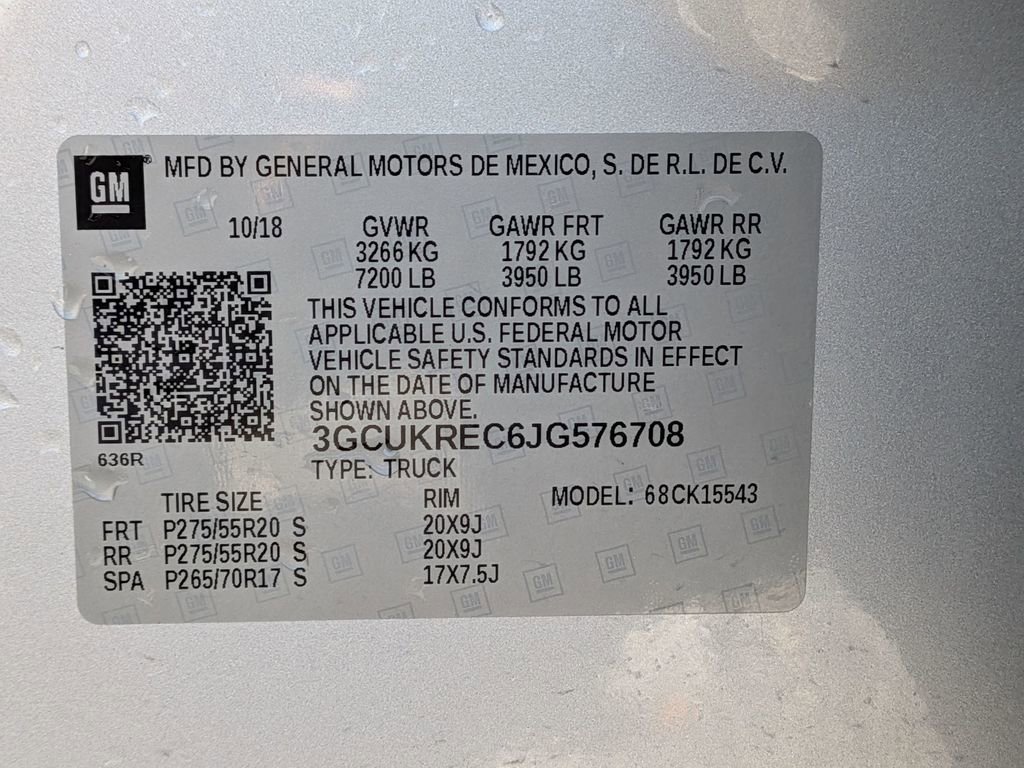 GM® MFD BY GENERAL MOTORS DE MEXICO, S. DE R.L. DE C.V.
10/18 GVWR GAWR FRT GAWR RR
3266 KG 1792 KG 1792 KG
7200 LB 3950 LB 3950 LB
THIS VEHICLE CONFORMS TO ALL
APPLICABLE U.S. FEDERAL MOTOR
VEHICLE SAFETY STANDARDS IN EFFECT
ON THE DATE OF MANUFACTURE
SHOWN ABOVE.
3GCUKREC6JG576708
636R
TYPE: TRUCK
TIRE SIZE RIM MODEL: 68CK15543
FRT P275/55R20 S 20X9J
RR P275/55R20 S 20X9J
SPA P265/70R17 S 17X7.5J